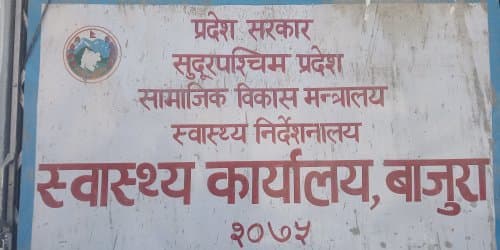 प्रदेश सरकार
सुदूरपश्चिम प्रदेश
सामाजिक विकास मन्त्रालय
स्वास्थ्य निर्देशनालय
स्वास्थ्य कार्यालय, बाजुरा
२०७५